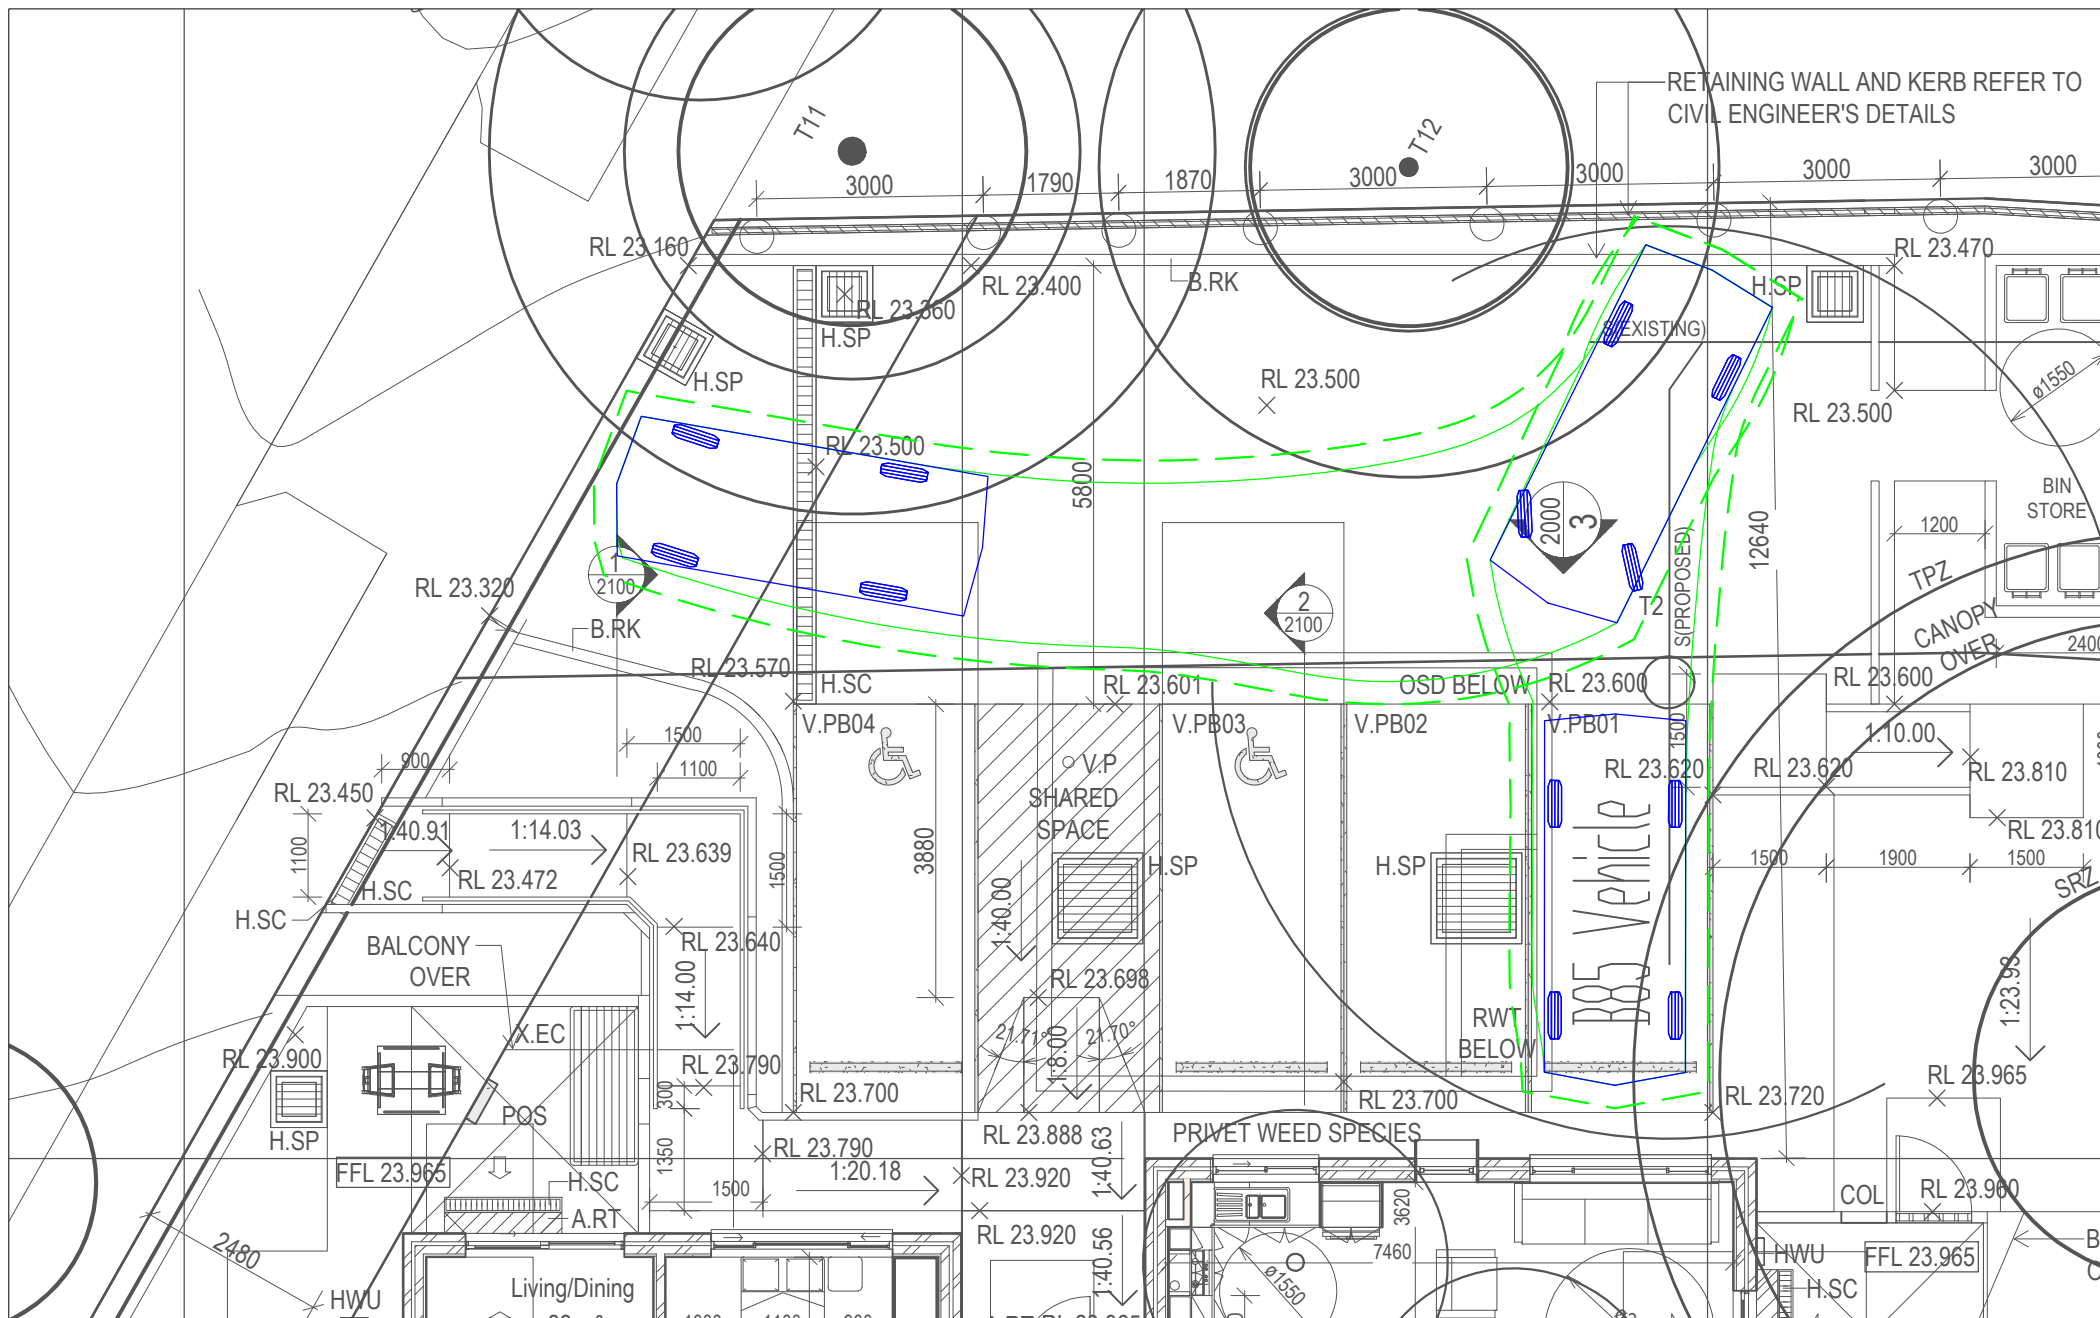 RETAINING WALL AND KERB REFER TO
CIVIL ENGINEER'S DETAILS
T11
T12
3000
1790
1870
3000
3000
3000
3000
RL 23.160
RL 23.400
B.RK
RL 23.470
H.SP
RL 23.360
H.SP
H.SP
S(EXISTING)
RL 23.500
RL 23.500
ø1550
RL 23.500
5800
12640
2000
3
BIN
STORE
1200
1
2100
RL 23.320
B.RK
2
2100
T2
S(PROPOSED)
TPZ
CANOPY
OVER
2400
RL 23.570
H.SC
RL 23.601
OSD BELOW
RL 23.600
RL 23.600
V.PB04
V.PB03
V.PB02
V.PB01
1500
1500
1:10.00
900
1100
V.P
SHARED
SPACE
RL 23.620
RL 23.620
RL 23.810
RL 23.450
1:40.91
1:14.03
RL 23.639
1100
1500
3880
RL 23.810
H.SP
H.SP
1500
1900
1500
RL 23.472
H.SC
H.SC
SRZ
B85 Vehicle
1:40.00
BALCONY
OVER
RL 23.640
RL 23.698
1:14.00
1:23.93
X.EC
21.71°
21.70°
1:8.00
RWT
BELOW
RL 23.900
RL 23.790
300
RL 23.700
RL 23.700
RL 23.720
RL 23.965
POS
H.SP
RL 23.888
PRIVET WEED SPECIES
1350
RL 23.790
1:20.18
RL 23.920
1:40.63
FFL 23.965
H.SC
1500
A.RT
COL
RL 23.960
3620
2480
RL 23.920
1:40.56
7460
ø1550
HWU
FFL 23.965
H.SC
Living/Dining
HWU